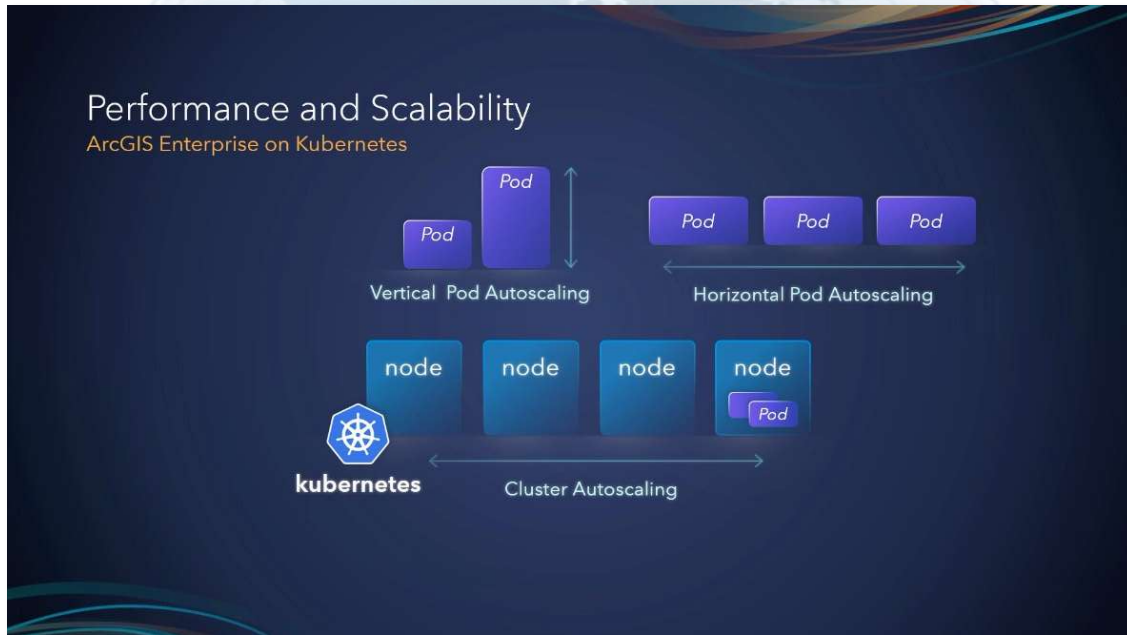 Performance and Scalability
ArcGIS Enterprise on Kubernetes
Pod
Pod
Vertical Pod Autoscaling
Pod Pod Pod
Horizontal Pod Autoscaling
node node node node
Pod
kubernetes
Cluster Autoscaling